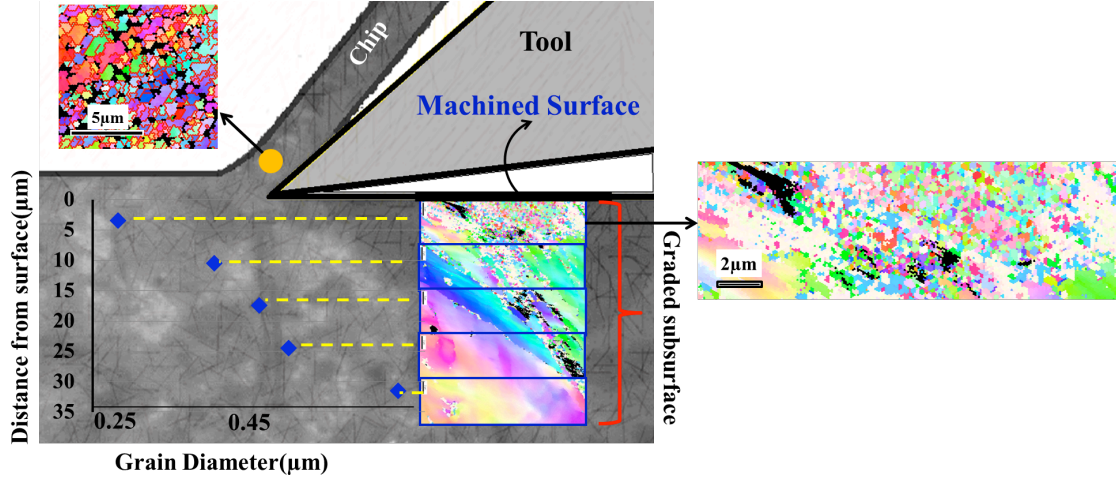 Chip
Tool
5μm
Machined Surface
Distance from surface(μm)
0
5
10
15
20
25
30
35
0.25
0.45
Grain Diameter(μm)
Graded subsurface
2μm